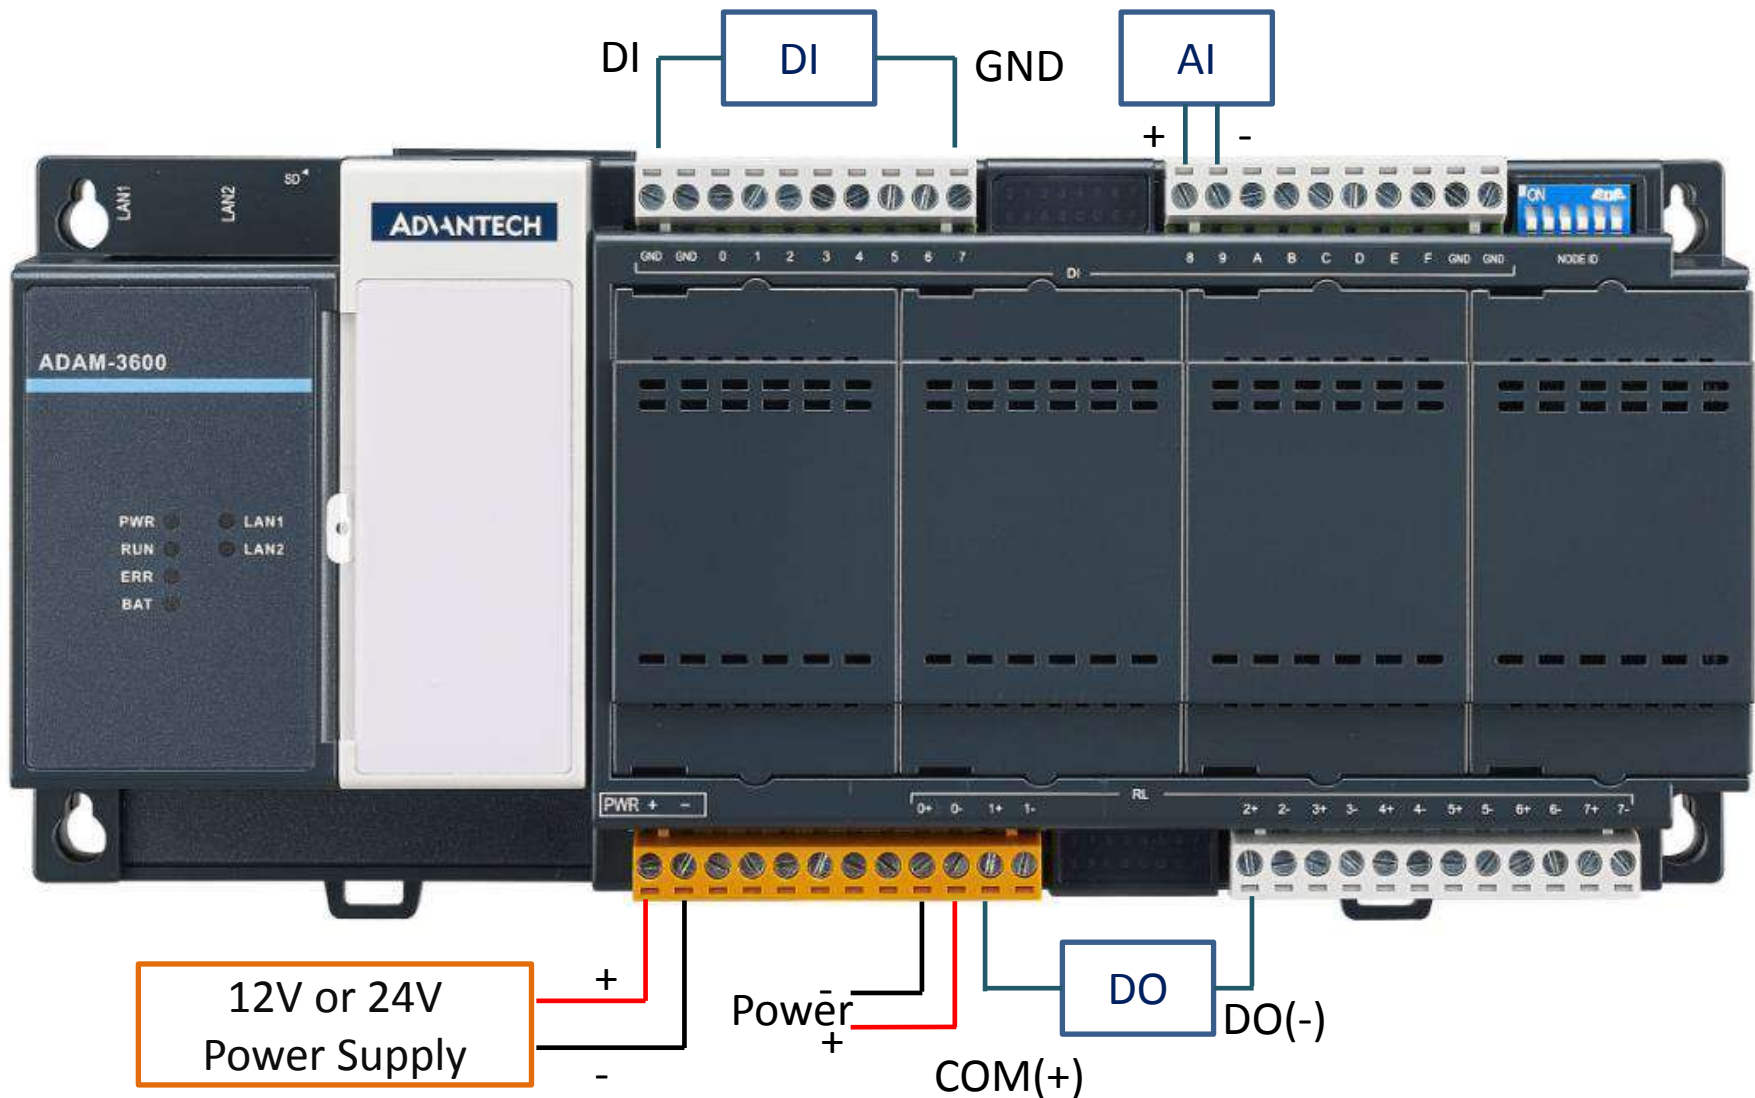 DI
DI
GND
AI
+
-
LAN1
LAN2
SD
ADVANTECH
ON
GND GND 0 1 2 3 4 5 6 7
DI
8 9 A B C D E F GND GND
NODE ID
ADAM-3600
PWR
LAN1
RUN
LAN2
ERR
BAT
PWR + -
RL
0+ 0- 1+ 1-
2+ 2- 3+ 3- 4+ 4- 5+ 5- 6+ 6- 7+ 7-
12V or 24V
Power Supply
+
-
Power
-
+
DO
DO(-)
COM(+)